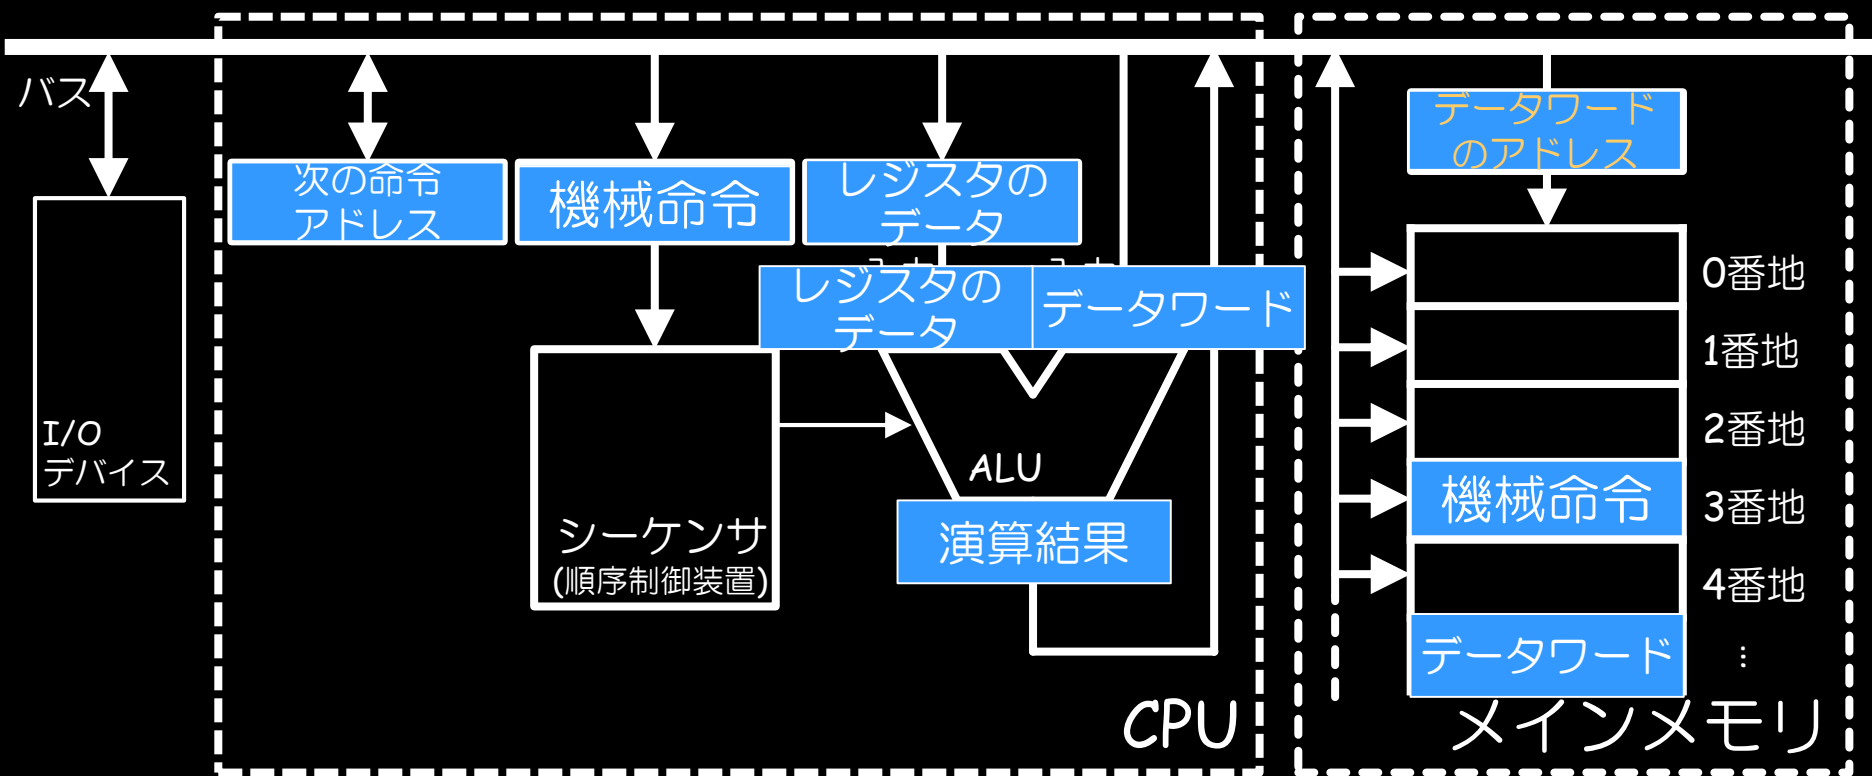 バス
I/O
デバイス
次の命令
アドレス
機械命令
レジスタの
データ
レジスタの
データ
データワード
シーケンサ
(順序制御装置)
ALU
演算結果
CPU
データワード
のアドレス
0番地
1番地
2番地
機械命令
3番地
4番地
データワード
…
メインメモリ